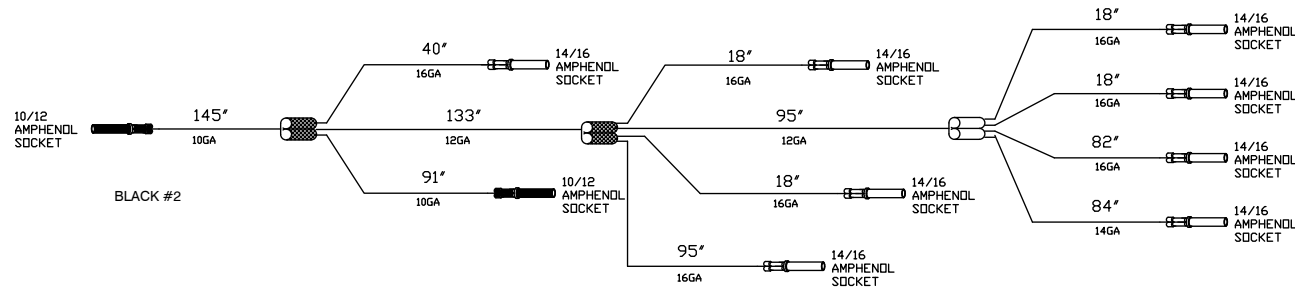 10/12
AMPHENOL
SOCKET
145"
10GA
BLACK #2
40"
16GA
14/16
AMPHENOL
SOCKET
133"
12GA
91"
10GA
10/12
AMPHENOL
SOCKET
18"
16GA
14/16
AMPHENOL
SOCKET
95"
12GA
18"
16GA
14/16
AMPHENOL
SOCKET
95"
16GA
14/16
AMPHENOL
SOCKET
18"
16GA
14/16
AMPHENOL
SOCKET
18"
16GA
14/16
AMPHENOL
SOCKET
82"
16GA
14/16
AMPHENOL
SOCKET
84"
14GA
14/16
AMPHENOL
SOCKET